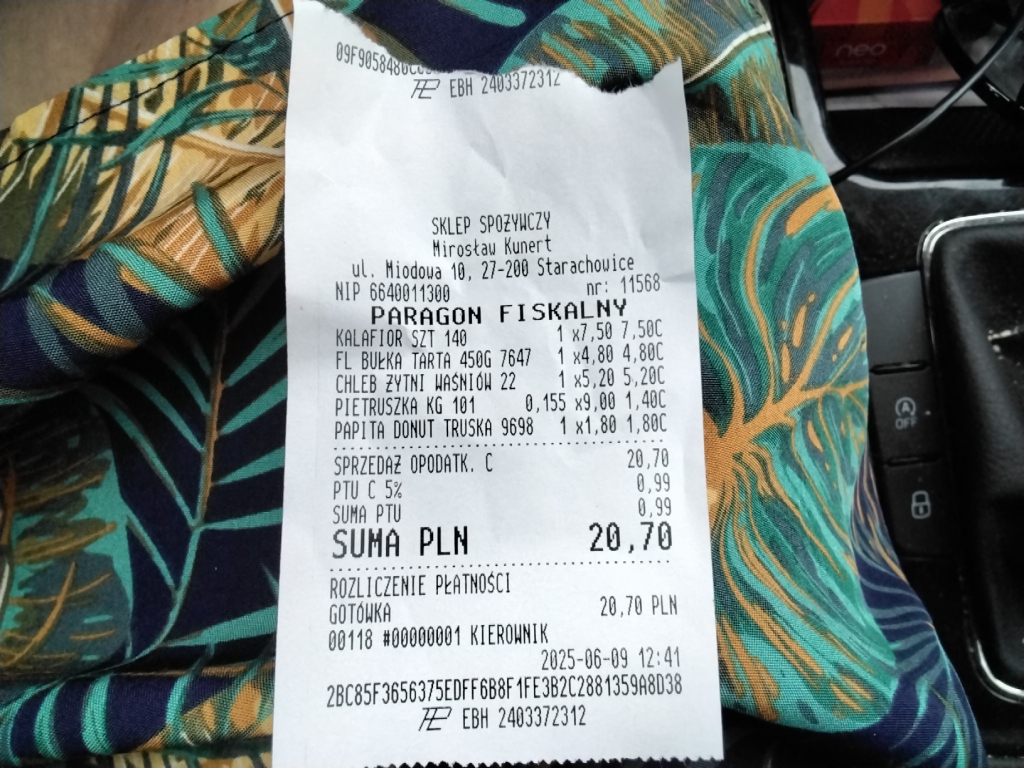 neo
09F9058480
EBH 2403372312
SKLEP SPOŻYWCZY
Mirosław Kunert
ul. Miodowa 10, 27-200 Starachowice
NIP 6640011300 nr: 11568
PARAGON FISKALNY
KALAFIOR SZT 140 1 x7,50 7,50C
FL BUŁKA TARTA 450G 7647 1 x4,80 4,80C
CHLEB ŻYTNI WAŚNIÓW 22 1 x5,20 5,20C
PIETRUSZKA KG 101 0,155 x9,00 1,40C
PAPITA DONUT TRUSKA 9698 1 x1,80 1,80C
SPRZEDAŻ OPODATK. C 20,70
PTU C 5% 0,99
SUMA PTU 0,99
SUMA PLN 20,70
ROZLICZENIE PŁATNOŚCI
GOTÓWKA 20,70 PLN
00118 #00000001 KIEROWNIK
2025-06-09 12:41
2BC85F3656375EDFF6B8F1FE3B2C2881359A8D38
EBH 2403372312
A
OFF